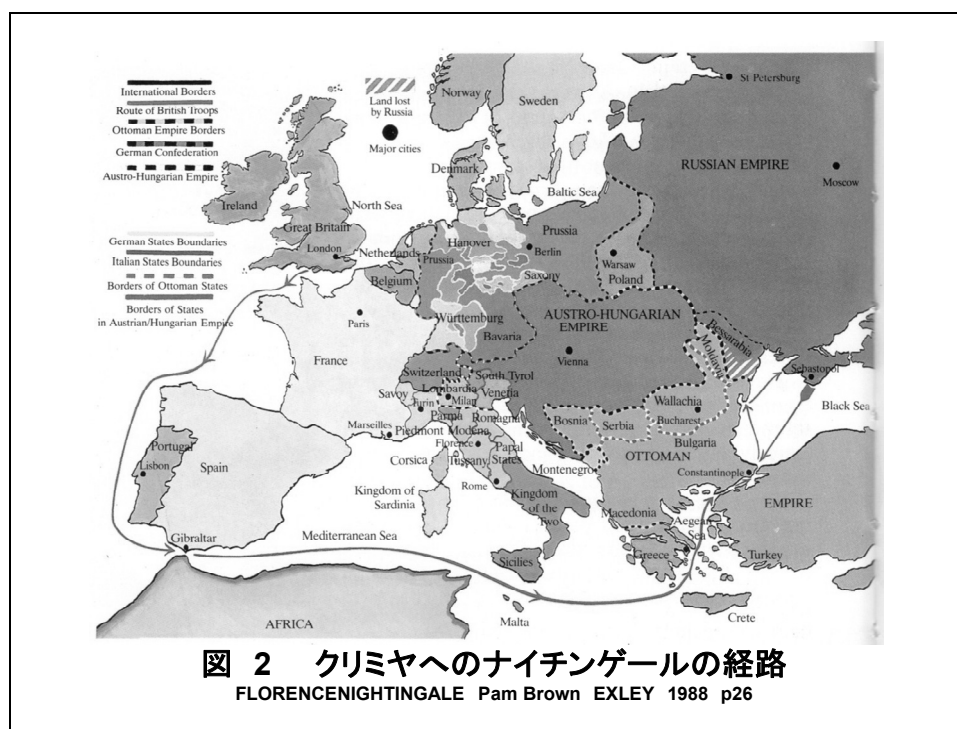 International Borders
Route of British Troops
Ottoman Empire Borders
German Confederation
Austro-Hungarian Empire
German States Boundaries
Italian States Boundaries
Borders of Ottoman States
Borders of States
in Austrian/Hungarian Empire
Land lost
by Russia
Major cities
Norway
Sweden
St Petersburg
RUSSIAN EMPIRE
Moscow
Denmark
Baltic Sea
Ireland
North Sea
Great Britain
London
Netherlands
Hanover
Prussia
Prussia
Berlin
Warsaw
Poland
Belgium
Saxony
Paris
Württemburg
Bavaria
AUSTRO-HUNGARIAN
EMPIRE
Vienna
Bessarabia
Moldavia
Sebastopol
France
Switzerland
South Tyrol
Savoy
Lombardia
Venetia
Turin
Milan
Wallachia
Black Sea
Parma
Romagna
Bosnia
Serbia
Bucharest
Marseilles
Piedmont
Modena
Florence
Papal
States
Bulgaria
Portugal
Lisbon
Spain
Corsica
Tuscany
Rome
Montenegro
OTTOMAN
Constantinople
Kingdom of
Sardinia
Kingdom
of the
Two
Sicilies
Macedonia
Aegean
Sea
EMPIRE
Gibraltar
Mediterranean Sea
Greece
Turkey
Malta
Crete
AFRICA
図 2 クリミヤへのナイチンゲールの経路
FLORENCENIGHTINGALE Pam Brown EXLEY 1988 p26